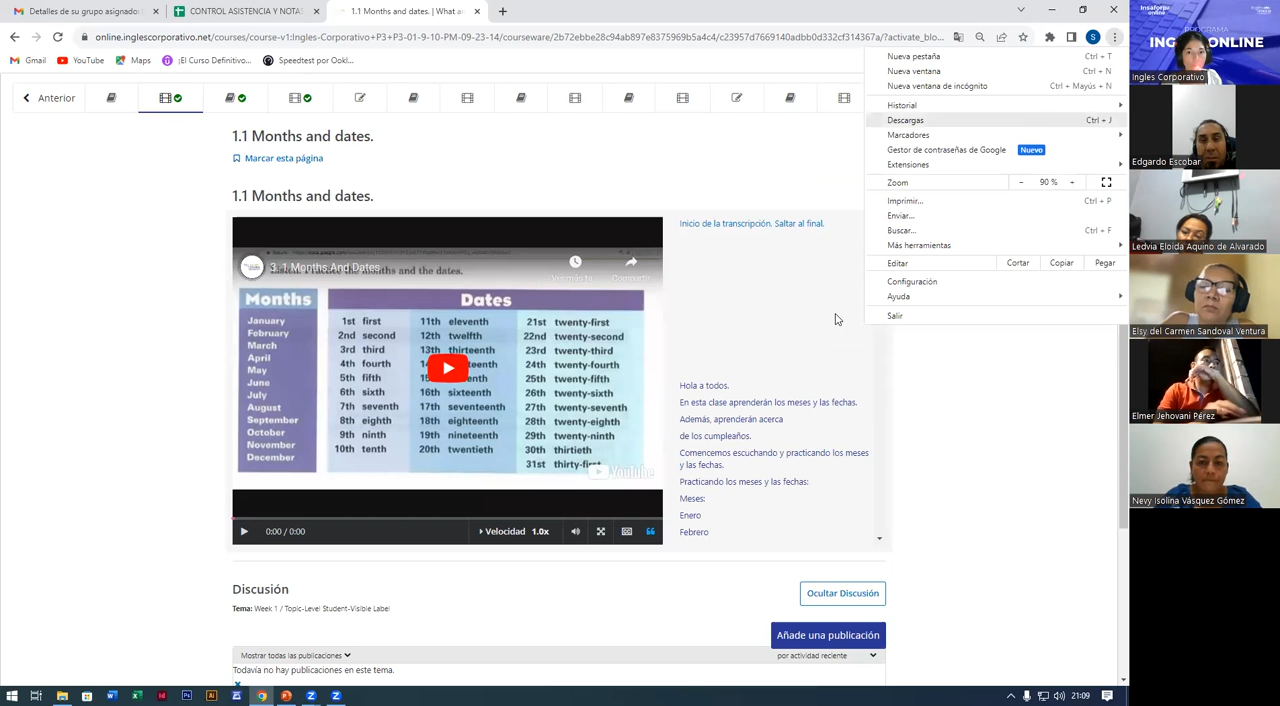 Detalles de su grupo asignado:
CONTROL ASISTENCIA Y NOTAS
1.1 Months and dates. | What a
online.inglescorporativo.net/courses/course-v1:Ingles-Corporativo+P3+P3-01-9-10-PM-09-23-14/courseware/2b72ebbe28c94ab897e8375969b5a4c4/c23957d7669140adbb0d332cf314367a/?activate_blo...
Gmail
YouTube
Maps
¡El Curso Definitivo...
Speedtest por Ookl...
Anterior
1.1 Months and dates.
Marcar esta página
1.1 Months and dates.
3. 1 Months And Dates
the months and the dates.
Ver más ta...
Compartir
Months
January
February
March
April
May
June
July
August
September
October
November
December
Dates
1st first
2nd second
3rd third
4th fourth
5th fifth
6th sixth
7th seventh
8th eighth
9th ninth
10th tenth
11th eleventh
12th twelfth
13th thirteenth
16th sixteenth
17th seventeenth
18th eighteenth
19th nineteenth
20th twentieth
21st twenty-first
22nd twenty-second
23rd twenty-third
24th twenty-fourth
25th twenty-fifth
26th twenty-sixth
27th twenty-seventh
28th twenty-eighth
29th twenty-ninth
30th thirtieth
31st thirty-first
YouTube
0:00 / 0:00
Velocidad 1.0x
Inicio de la transcripción. Saltar al final.
Hola a todos.
En esta clase aprenderán los meses y las fechas.
Además, aprenderán acerca
de los cumpleaños.
Comencemos escuchando y practicando los meses
y las fechas.
Practicando los meses y las fechas:
Meses:
Enero
Febrero
Discusión
Tema: Week 1 / Topic-Level Student-Visible Label
Ocultar Discusión
Añade una publicación
Mostrar todas las publicaciones
por actividad reciente
Todavía no hay publicaciones en este tema.
Nueva pestaña Ctrl + T
Nueva ventana Ctrl + N
Nueva ventana de incógnito Ctrl + Mayús + N
Historial
Descargas Ctrl + J
Marcadores
Gestor de contraseñas de Google Nuevo
Extensiones
Zoom - 90 % +
Imprimir... Ctrl + P
Enviar...
Buscar... Ctrl + F
Más herramientas
Editar Cortar Copiar Pegar
Configuración
Ayuda
Salir
S
Insaforp
online
PROGRAMA
ING ONLINE
Ingles Corporativo
Edgardo Escobar
Ledvia Eloida Aquino de Alvarado
Elsy del Carmen Sandoval Ventura
Elmer Jehovani Pérez
Nevy Isolina Vásquez Gómez
21:09